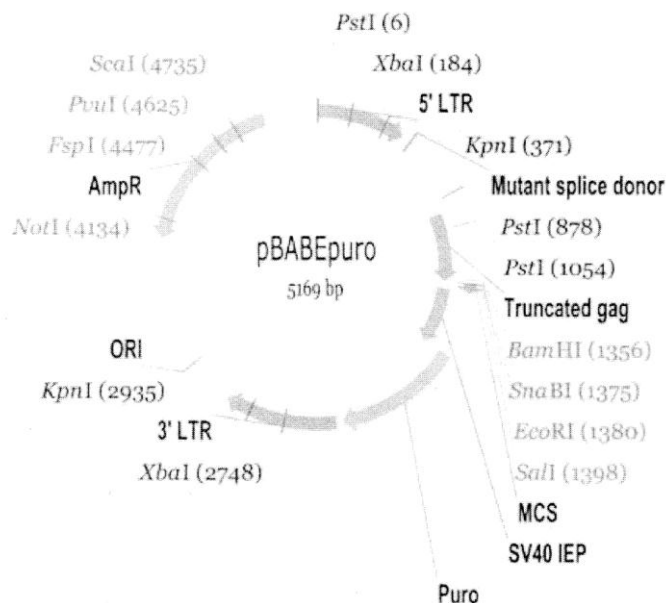 PstI (6)
ScaI (4735)
XbaI (184)
PvuI (4625)
5' LTR
FspI (4477)
KpnI (371)
AmpR
Mutant splice donor
NotI (4134)
PstI (878)
pBABEpuro
PstI (1054)
5169 bp
Truncated gag
ORI
BamHI (1356)
KpnI (2935)
SnaBI (1375)
3' LTR
EcoRI (1380)
XbaI (2748)
SalI (1398)
MCS
SV40 IEP
Puro